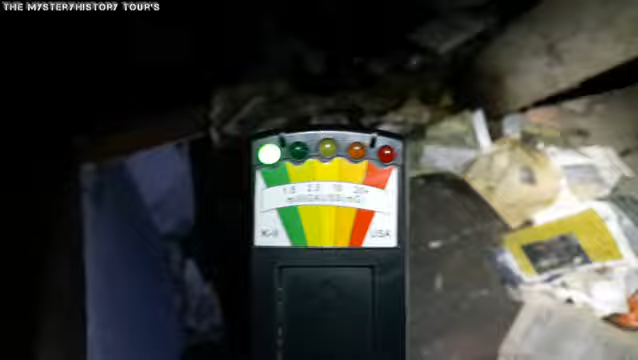 THE MYSTERYHISTORY TOUR'S
1.5 2.5 10 20+
milliGAUSS(mG)
K-II USA